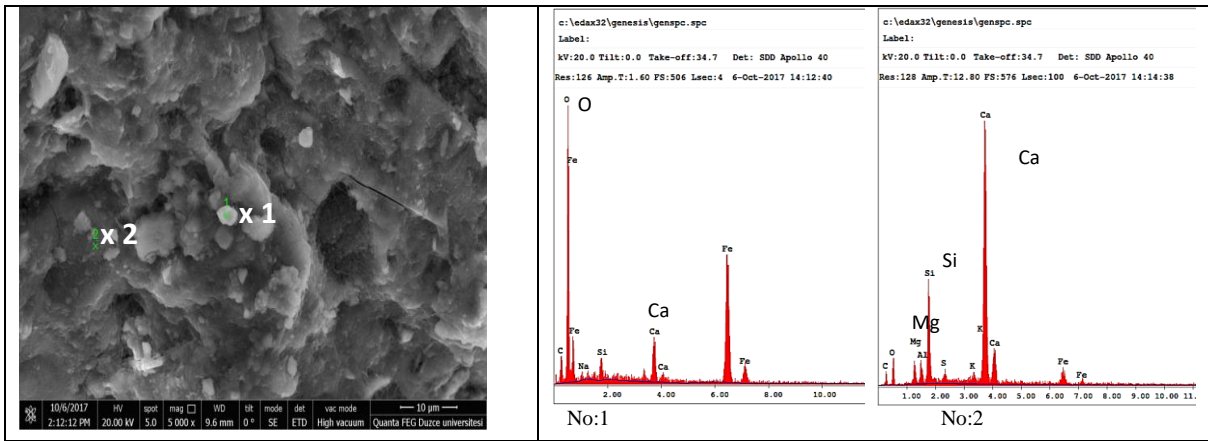 1 x 1
2 x 2
x
10/6/2017 HV spot mag □ WD tilt mode det vac mode 10 µm
2:12:12 PM 20.00 kV 5.0 5 000 x 9.6 mm 0 ° SE ETD High vacuum Quanta FEG Duzce universitesi
c:\edax32\genesis\genspc.spc
Label:
kV:20.0 Tilt:0.0 Take-off:34.7 Det: SDD Apollo 40
Res:126 Amp.T:1.60 FS:506 Lsec:4 6-Oct-2017 14:12:40
O O
Fe
Fe
Ca
Fe
Ca
C
Si
Na
Ca
Fe
2.00 4.00 6.00 8.00 10.00
No:1
c:\edax32\genesis\genspc.spc
Label:
kV:20.0 Tilt:0.0 Take-off:34.7 Det: SDD Apollo 40
Res:128 Amp.T:12.80 FS:576 Lsec:100 6-Oct-2017 14:14:38
Ca
Ca
Si
Si
Mg
K
Mg
O
Al
Ca
C
S
K
Fe
Fe
1.00 2.00 3.00 4.00 5.00 6.00 7.00 8.00 9.00 10.00 11.
No:2